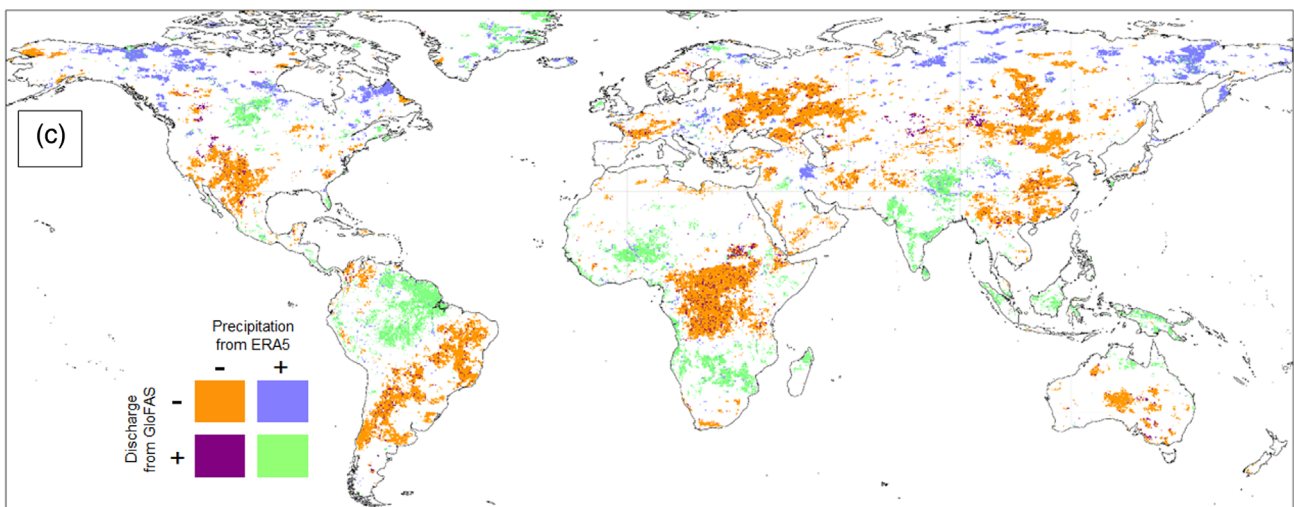 (c)
Precipitation
from ERA5
- +
Discharge
from GloFAS
-
+